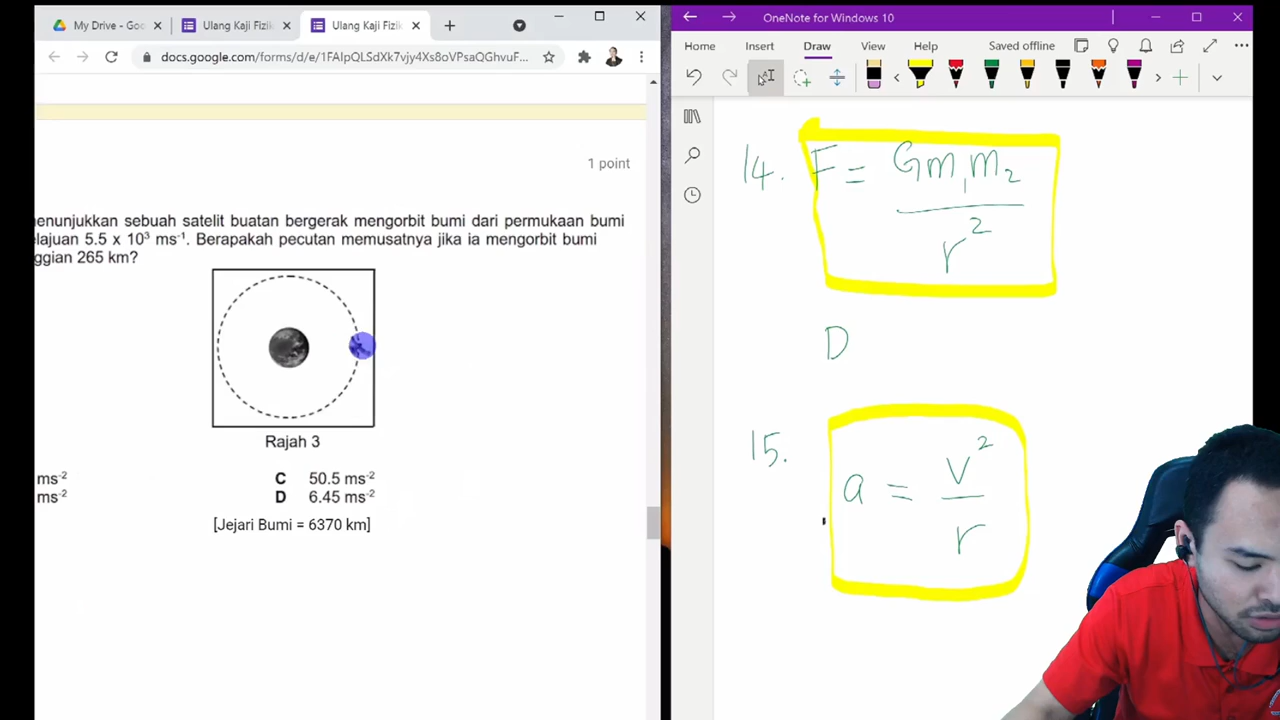 My Drive - Goo
Ulang Kaji Fizik
Ulang Kaji Fizik
docs.google.com/forms/d/e/1FAIpQLSdXk7vjy4Xs8oVPsaQGhvuF...
1 point
enunjukkan sebuah satelit buatan bergerak mengorbit bumi dari permukaan bumi
elajuan 5.5 x 10³ ms⁻¹. Berapakah pecutan memusatnya jika ia mengorbit bumi
ggian 265 km?
Rajah 3
ms⁻² C 50.5 ms⁻²
ms⁻² D 6.45 ms⁻²
[Jejari Bumi = 6370 km]
OneNote for Windows 10
Home Insert Draw View Help Saved offline
14. F = Gm₁m₂
r²
D
15. a = v²
r